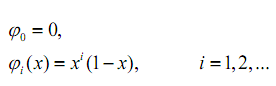 φ₀ = 0,
φᵢ(x) = xⁱ(1−x),    i = 1,2,...